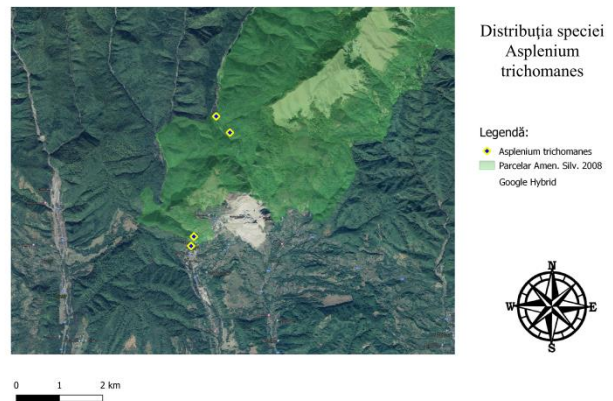 Distribuția speciei
Asplenium
trichomanes
Legendă:
Asplenium trichomanes
Parcelar Amen. Silv. 2008
Google Hybrid
N
W E
S
0 1 2 km